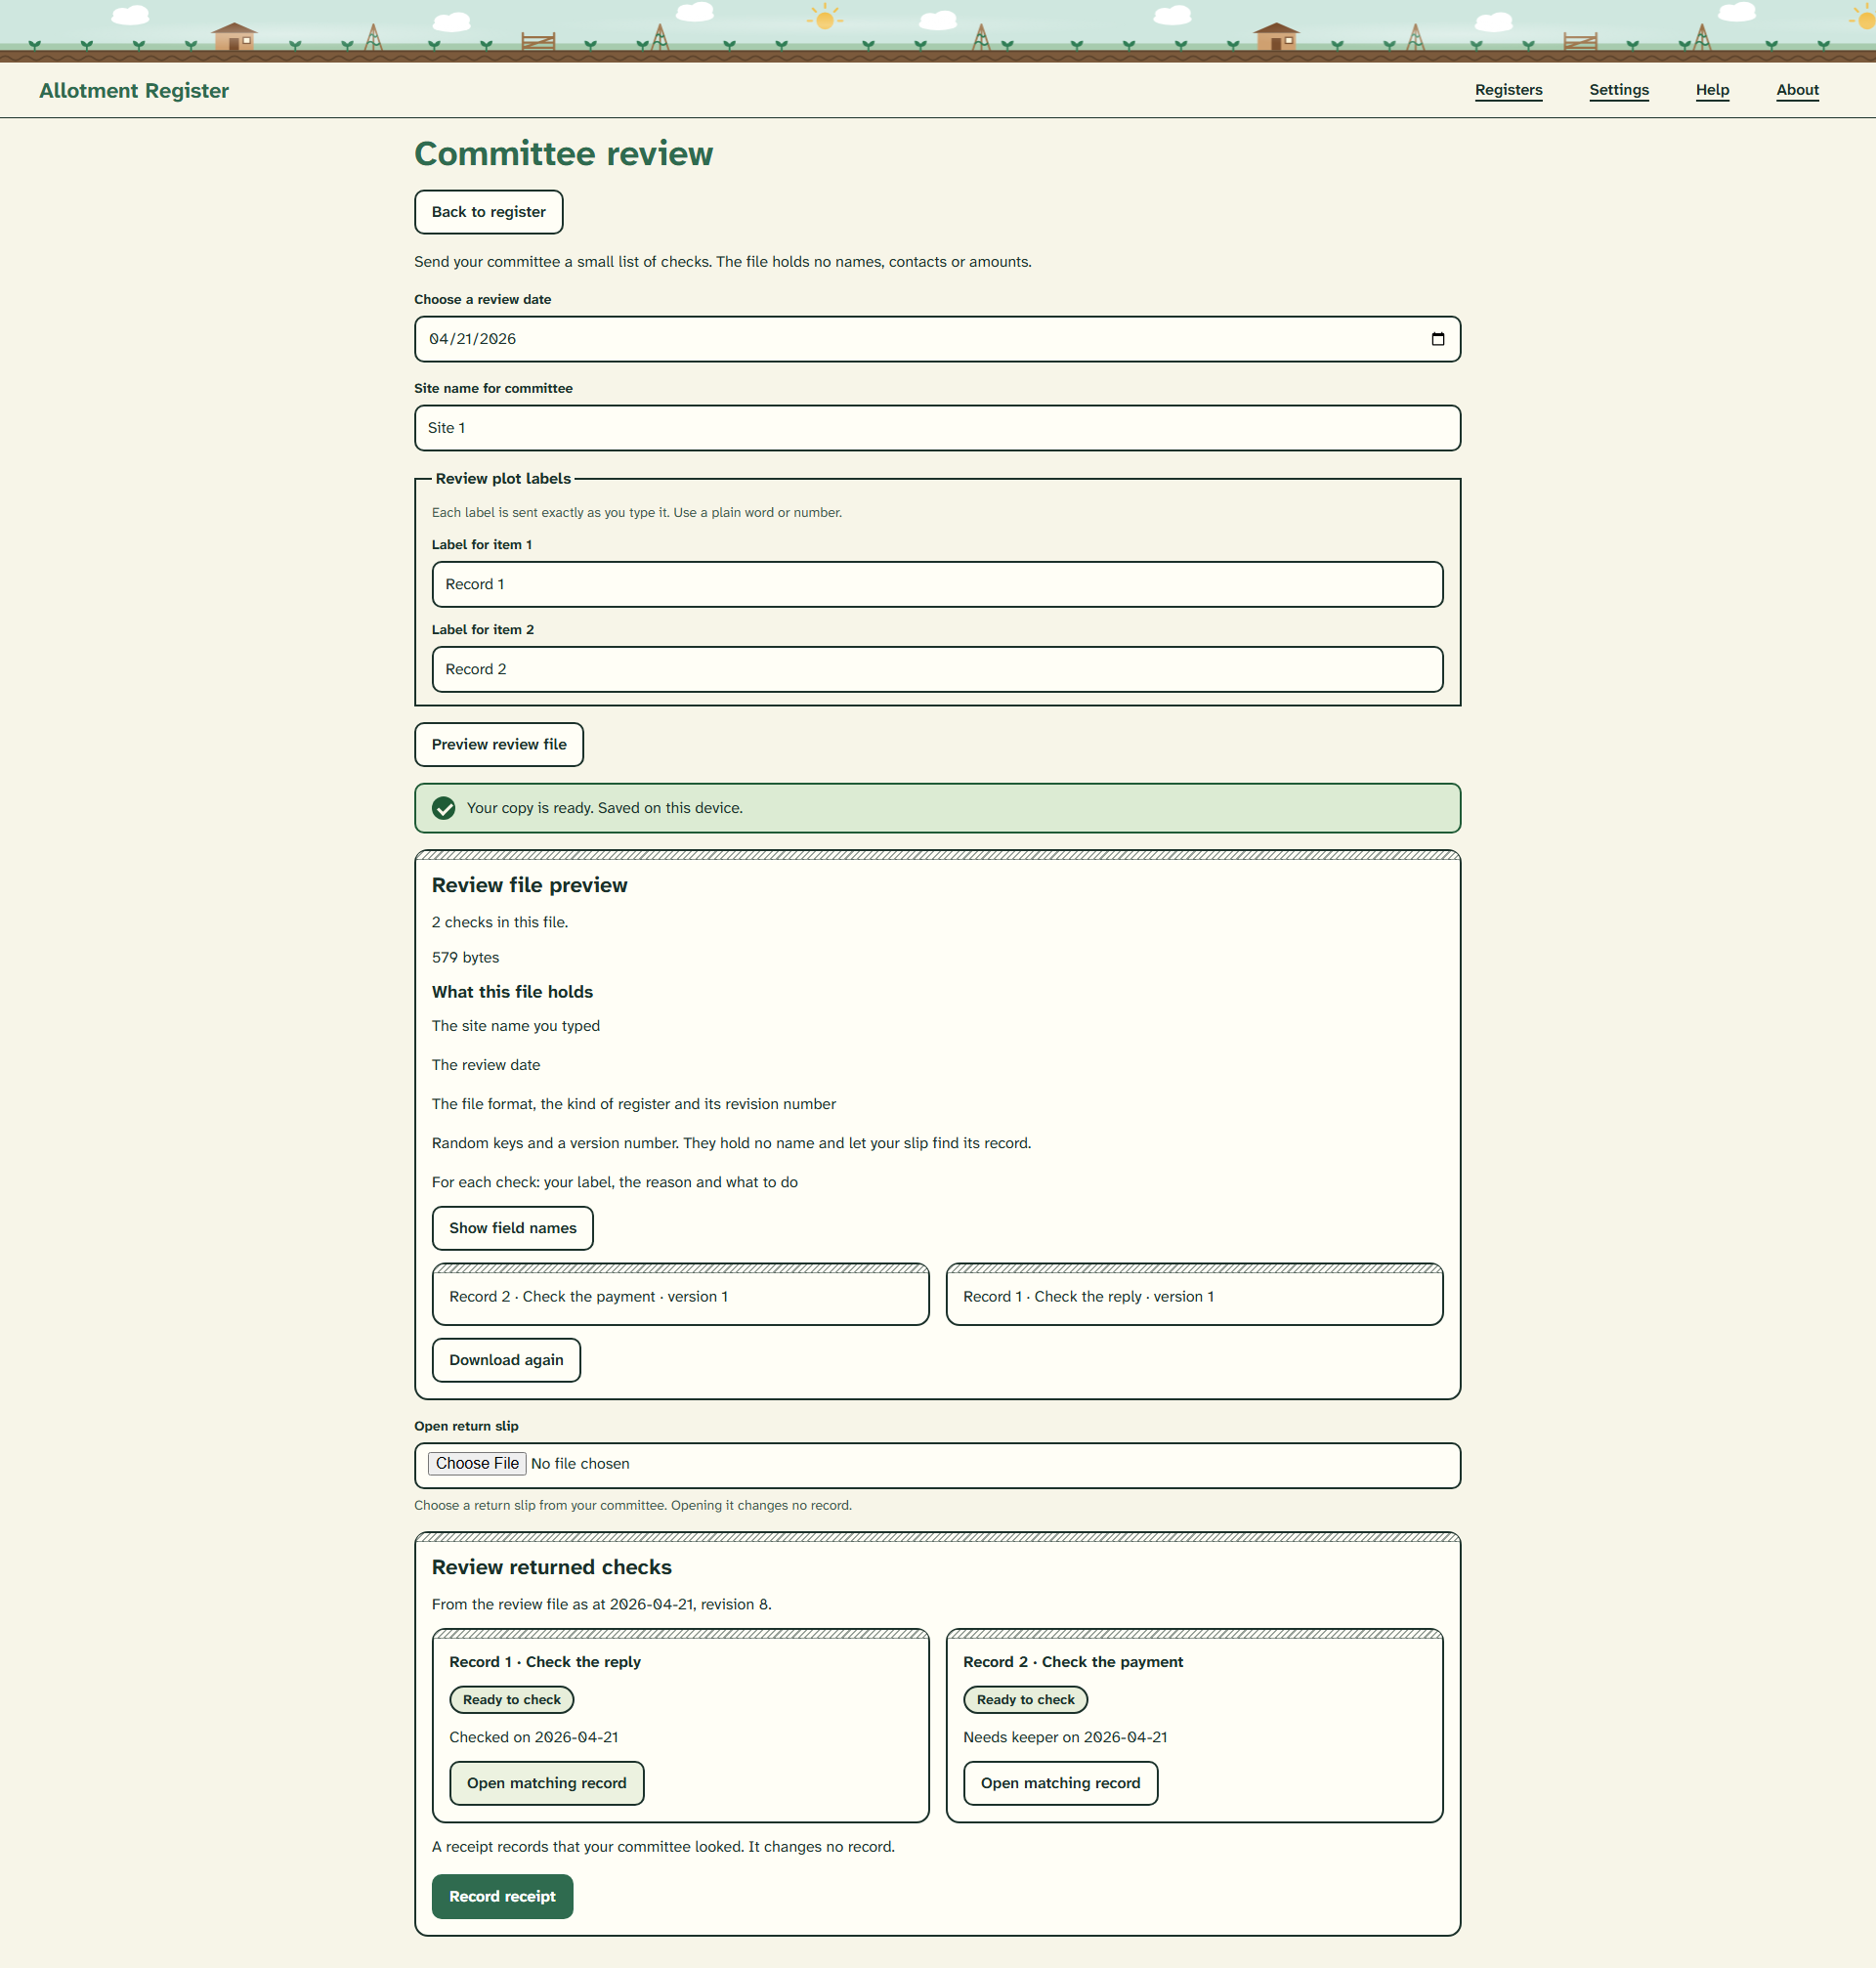 Allotment Register
Registers
Settings
Help
About
Committee review
Back to register
Send your committee a small list of checks. The file holds no names, contacts or amounts.
Choose a review date
04/21/2026
Site name for committee
Site 1
Review plot labels
Each label is sent exactly as you type it. Use a plain word or number.
Label for item 1
Record 1
Label for item 2
Record 2
Preview review file
Your copy is ready. Saved on this device.
Review file preview
2 checks in this file.
579 bytes
What this file holds
The site name you typed
The review date
The file format, the kind of register and its revision number
Random keys and a version number. They hold no name and let your slip find its record.
For each check: your label, the reason and what to do
Show field names
Record 2 · Check the payment · version 1
Record 1 · Check the reply · version 1
Download again
Open return slip
Choose File No file chosen
Choose a return slip from your committee. Opening it changes no record.
Review returned checks
From the review file as at 2026-04-21, revision 8.
Record 1 · Check the reply
Ready to check
Checked on 2026-04-21
Open matching record
Record 2 · Check the payment
Ready to check
Needs keeper on 2026-04-21
Open matching record
A receipt records that your committee looked. It changes no record.
Record receipt